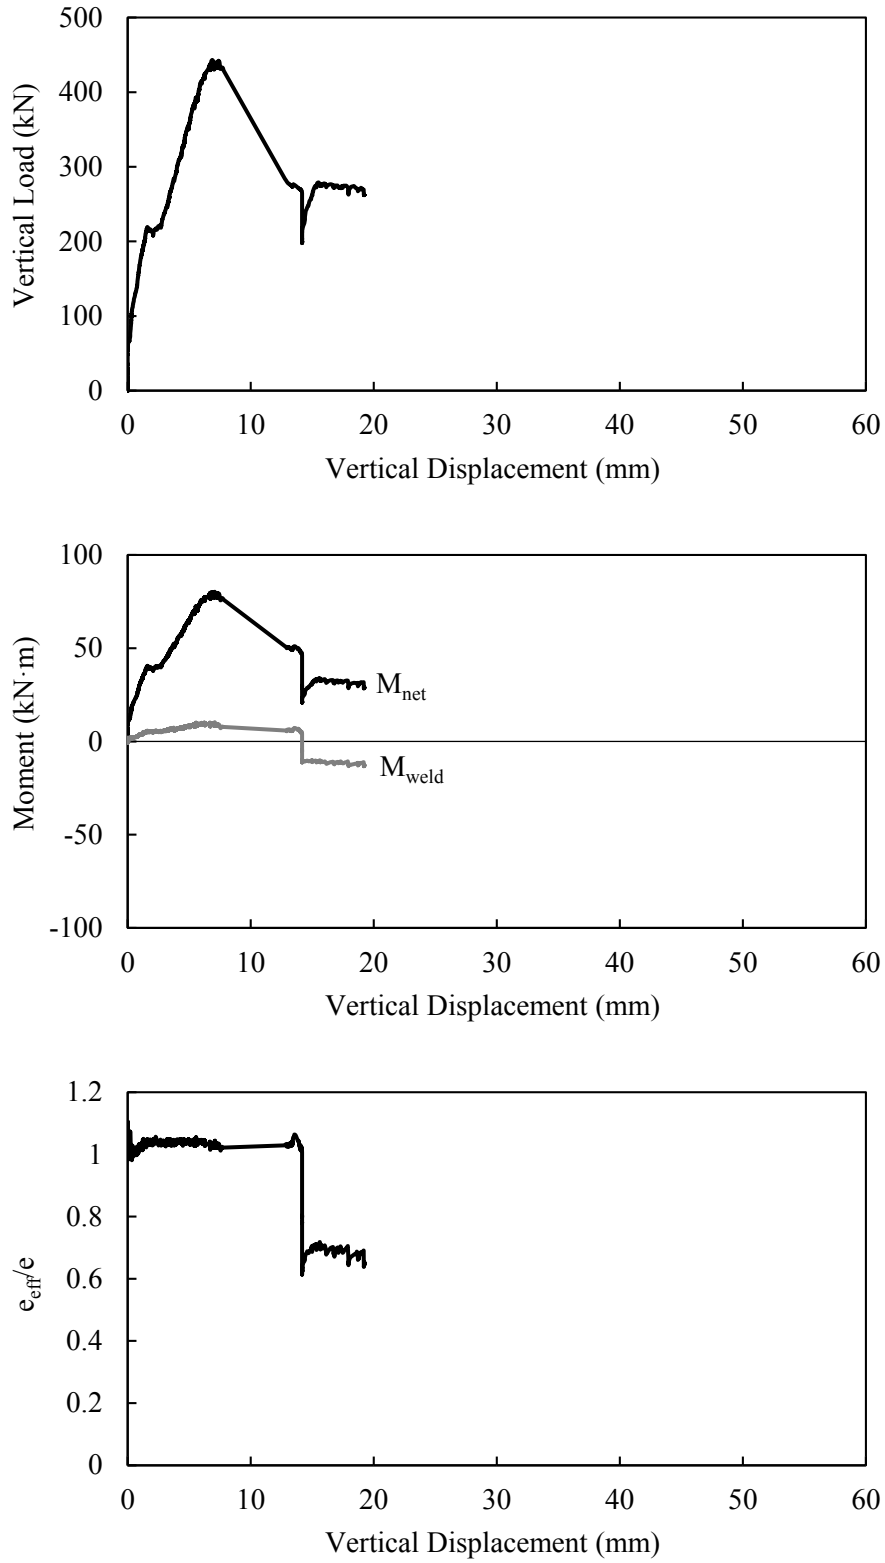 500
400
300
200
100
0
Vertical Load (kN)
0 10 20 30 40 50 60
Vertical Displacement (mm)
100
50
0
-50
-100
Moment (kN·m)
Mnet
Mweld
0 10 20 30 40 50 60
Vertical Displacement (mm)
1.2
1
0.8
0.6
0.4
0.2
0
eeff/e
0 10 20 30 40 50 60
Vertical Displacement (mm)